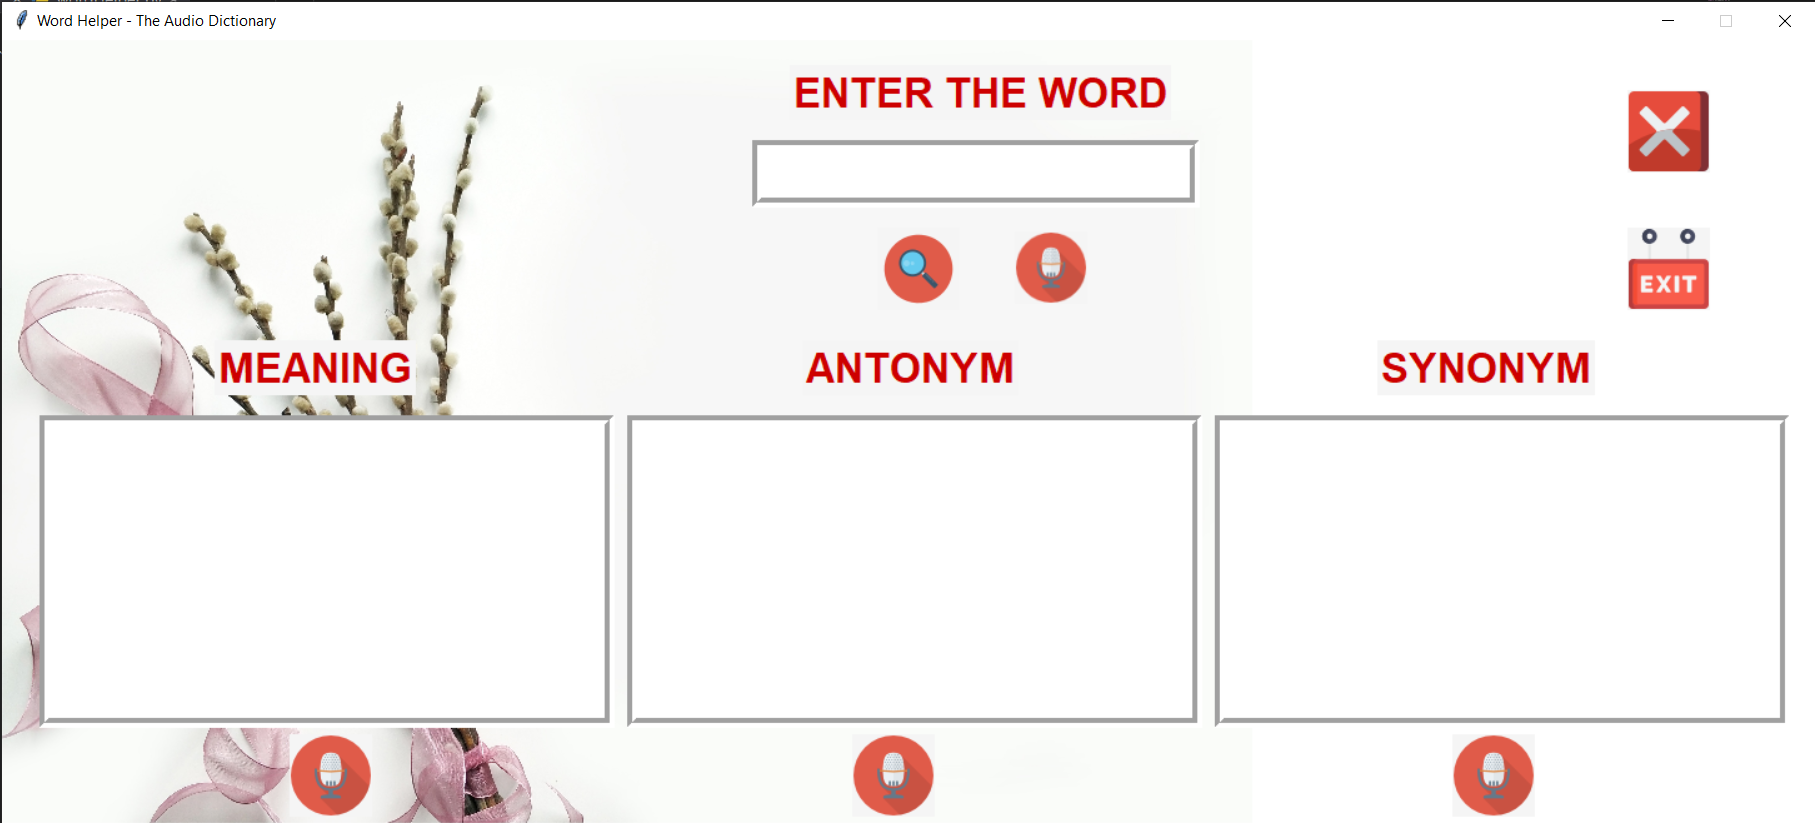 Word Helper - The Audio Dictionary
ENTER THE WORD
EXIT
MEANING
ANTONYM
SYNONYM